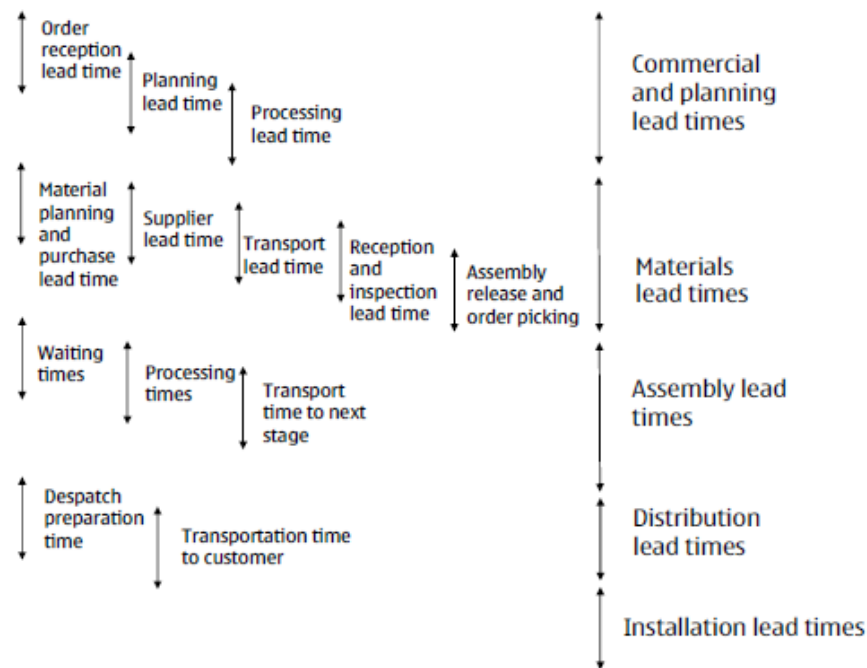 Order
reception
lead time
Planning
lead time
Processing
lead time
Commercial
and planning
lead times
Material
planning
and
purchase
lead time
Supplier
lead time
Transport
lead time
Reception
and
inspection
lead time
Assembly
release and
order picking
Materials
lead times
Waiting
times
Processing
times
Transport
time to next
stage
Assembly lead
times
Despatch
preparation
time
Transportation time
to customer
Distribution
lead times
Installation lead times